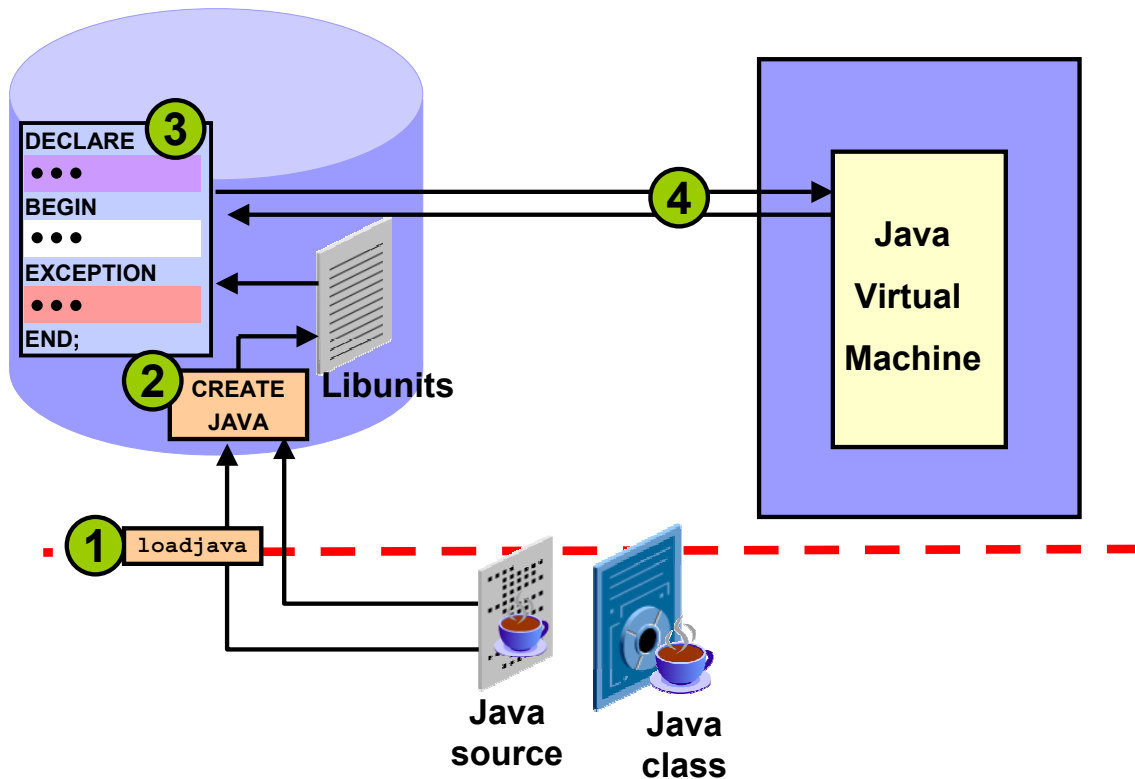 3
DECLARE
•••
BEGIN
•••
EXCEPTION
•••
END;
4
Java
Virtual
Machine
2
CREATE
JAVA
Libunits
1
loadjava
Java
source
Java
class